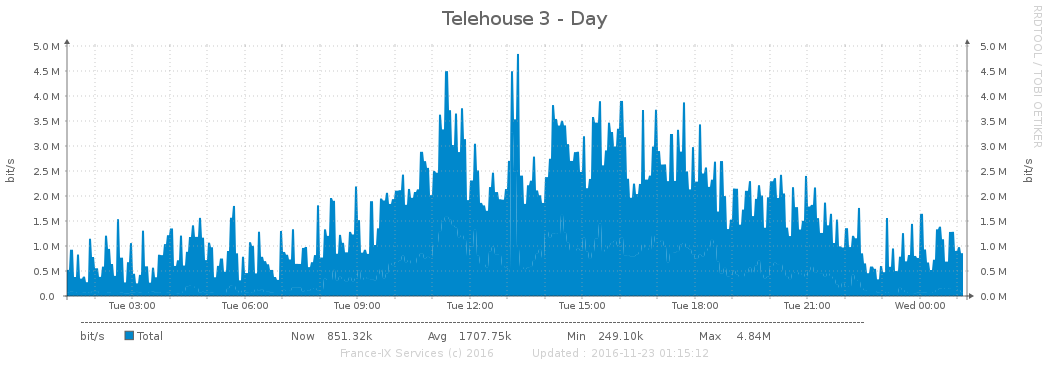 Telehouse 3 - Day
RRDTOOL / TOBI OETIKER
bit/s
5.0 M
4.5 M
4.0 M
3.5 M
3.0 M
2.5 M
2.0 M
1.5 M
1.0 M
0.5 M
0.0
5.0 M
4.5 M
4.0 M
3.5 M
3.0 M
2.5 M
2.0 M
1.5 M
1.0 M
0.5 M
0.0 M
bit/s
Tue 03:00 Tue 06:00 Tue 09:00 Tue 12:00 Tue 15:00 Tue 18:00 Tue 21:00 Wed 00:00
bit/s Total Now 851.32k Avg 1707.75k Min 249.10k Max 4.84M
France-IX Services (c) 2016 Updated : 2016-11-23 01:15:12